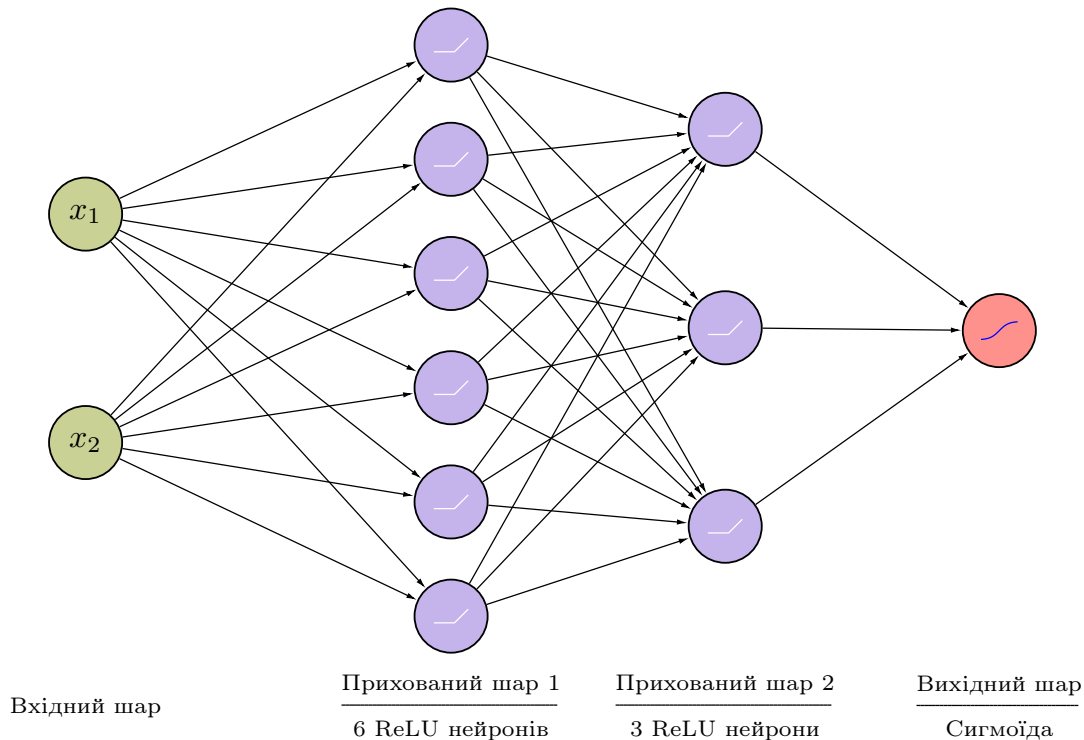 x₁
x₂
Вхідний шар
Прихований шар 1
6 ReLU нейронів
Прихований шар 2
3 ReLU нейрони
Вихідний шар
Сигмоїда